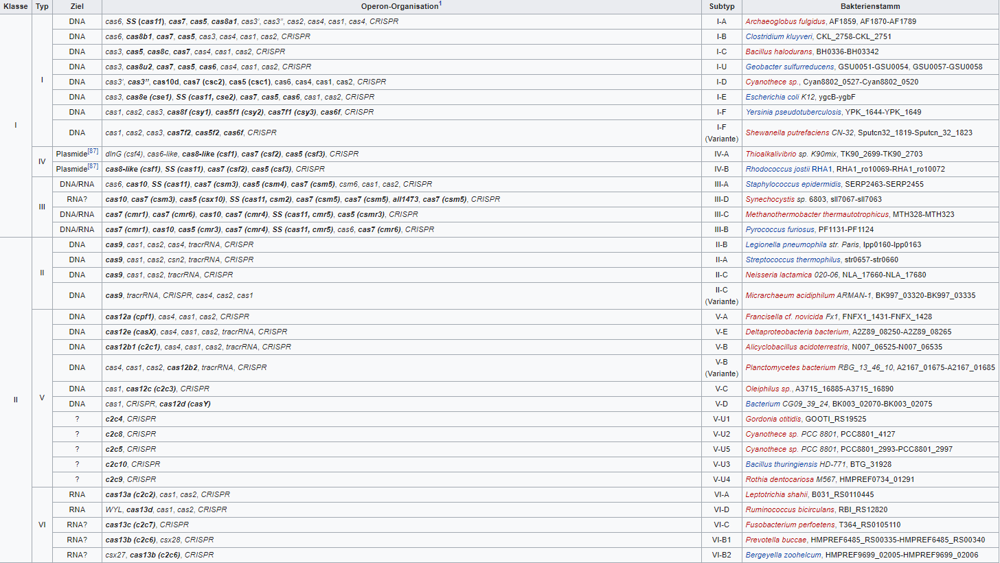 Klasse Typ Ziel Operon-Organisation1 Subtyp Bakterienstamm
I I DNA cas6, SS (cas11), cas7, cas5, cas8a1, cas3', cas3", cas2, cas4, cas1, cas4, CRISPR I-A Archaeoglobus fulgidus, AF1859, AF1870-AF1789
DNA cas6, cas8b1, cas7, cas5, cas3, cas4, cas1, cas2, CRISPR I-B Clostridium kluyveri, CKL_2758-CKL_2751
DNA cas3, cas5, cas8c, cas7, cas4, cas1, cas2, CRISPR I-C Bacillus halodurans, BH0336-BH03342
DNA cas3, cas8u2, cas7, cas5, cas6, cas4, cas1, cas2, CRISPR I-U Geobacter sulfurreducens, GSU0051-GSU0054, GSU0057-GSU0058
DNA cas3', cas3", cas10d, cas7 (csc2), cas5 (csc1), cas6, cas4, cas1, cas2, CRISPR I-D Cyanothece sp., Cyan8802_0527-Cyan8802_0520
DNA cas3, cas8e (cse1), SS (cas11, cse2), cas7, cas5, cas6, cas1, cas2, CRISPR I-E Escherichia coli K12, ygcB-ygbF
DNA cas1, cas2, cas3, cas8f (csy1), cas5f1 (csy2), cas7f1 (csy3), cas6f, CRISPR I-F Yersinia pseudotuberculosis, YPK_1644-YPK_1649
DNA cas1, cas2, cas3, cas7f2, cas5f2, cas6f, CRISPR I-F (Variante) Shewanella putrefaciens CN-32, Sputcn32_1819-Sputcn_32_1823
IV Plasmide[87] dinG (csf4), cas6-like, cas8-like (csf1), cas7 (csf2), cas5 (csf3), CRISPR IV-A Thioalkalivibrio sp. K90mix, TK90_2699-TK90_2703
Plasmide[87] cas8-like (csf1), SS (cas11), cas7 (csf2), cas5 (csf3), CRISPR IV-B Rhodococcus jostii RHA1, RHA1_ro10069-RHA1_ro10072
III DNA/RNA cas6, cas10, SS (cas11), cas7 (csm3), cas5 (csm4), cas7 (csm5), csm6, cas1, cas2, CRISPR III-A Staphylococcus epidermidis, SERP2463-SERP2455
RNA? cas10, cas7 (csm3), cas5 (csx10), SS (cas11, csm2), cas7 (csm5), cas7 (csm5), all1473, cas7 (csm5), CRISPR III-D Synechocystis sp. 6803, sll7067-sll7063
DNA/RNA cas7 (cmr1), cas7 (cmr6), cas10, cas7 (cmr4), SS (cas11, cmr5), cas5 (csmr3), CRISPR III-C Methanothermobacter thermautotrophicus, MTH328-MTH323
DNA/RNA cas7 (cmr1), cas10, cas5 (cmr3), cas7 (cmr4), SS (cas11, cmr5), cas6, cas7 (cmr6), CRISPR III-B Pyrococcus furiosus, PF1131-PF1124
II II DNA cas9, cas1, cas2, cas4, tracrRNA, CRISPR II-B Legionella pneumophila str. Paris, lpp0160-lpp0163
DNA cas9, cas1, cas2, csn2, tracrRNA, CRISPR II-A Streptococcus thermophilus, str0657-str0660
DNA cas9, cas1, cas2, tracrRNA, CRISPR II-C Neisseria lactamica 020-06, NLA_17660-NLA_17680
DNA cas9, tracrRNA, CRISPR, cas4, cas2, cas1 II-C (Variante) Micrarchaeum acidiphilum ARMAN-1, BK997_03320-BK997_03335
V DNA cas12a (cpf1), cas4, cas1, cas2, CRISPR V-A Francisella cf. novicida Fx1, FNFX1_1431-FNFX_1428
DNA cas12e (casX), cas4, cas1, cas2, tracrRNA, CRISPR V-E Deltaproteobacteria bacterium, A2Z89_08250-A2Z89_08265
DNA cas12b1 (c2c1), cas4, cas1, cas2, tracrRNA, CRISPR V-B Alicyclobacillus acidoterrestris, N007_06525-N007_06535
DNA cas4, cas1, cas2, cas12b2, tracrRNA, CRISPR V-B (Variante) Planctomycetes bacterium RBG_13_46_10, A2167_01675-A2167_01685
DNA cas1, cas12c (c2c3), CRISPR V-C Oleiphilus sp., A3715_16885-A3715_16890
DNA cas1, CRISPR, cas12d (casY) V-D Bacterium CG09_39_24, BK003_02070-BK003_02075
? c2c4, CRISPR V-U1 Gordonia otitidis, GOOTI_RS19525
? c2c8, CRISPR V-U2 Cyanothece sp. PCC 8801, PCC8801_4127
? c2c5, CRISPR V-U5 Cyanothece sp. PCC 8801, PCC8801_2993-PCC8801_2997
? c2c10, CRISPR V-U3 Bacillus thuringiensis HD-771, BTG_31928
? c2c9, CRISPR V-U4 Rothia dentocariosa M567, HMPREF0734_01291
VI RNA cas13a (c2c2), cas1, cas2, CRISPR VI-A Leptotrichia shahii, B031_RS0110445
RNA WYL, cas13d, cas1, cas2, CRISPR VI-D Ruminococcus bicirculans, RBI_RS12820
RNA? cas13c (c2c7), CRISPR VI-C Fusobacterium perfoetens, T364_RS0105110
RNA? cas13b (c2c6), csx28, CRISPR VI-B1 Prevotella buccae, HMPREF6485_RS00335-HMPREF6485_RS00340
RNA? csx27, cas13b (c2c6), CRISPR VI-B2 Bergeyella zoohelcum, HMPREF9699_02005-HMPREF9699_02006